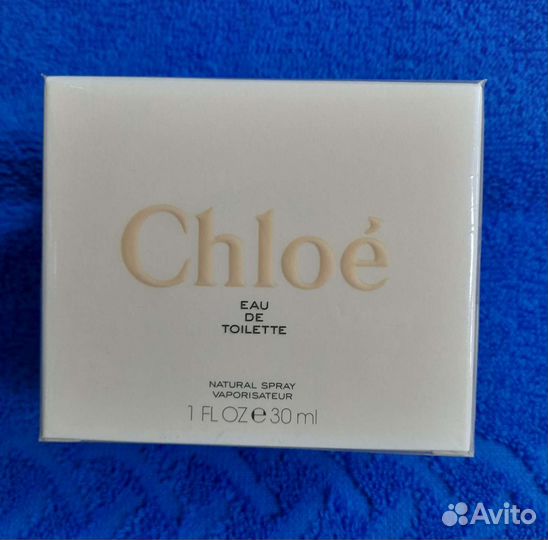 Chloé
EAU
DE
TOILETTE
NATURAL SPRAY
VAPORISATEUR
1 FL OZ ℮ 30 ml
Avito